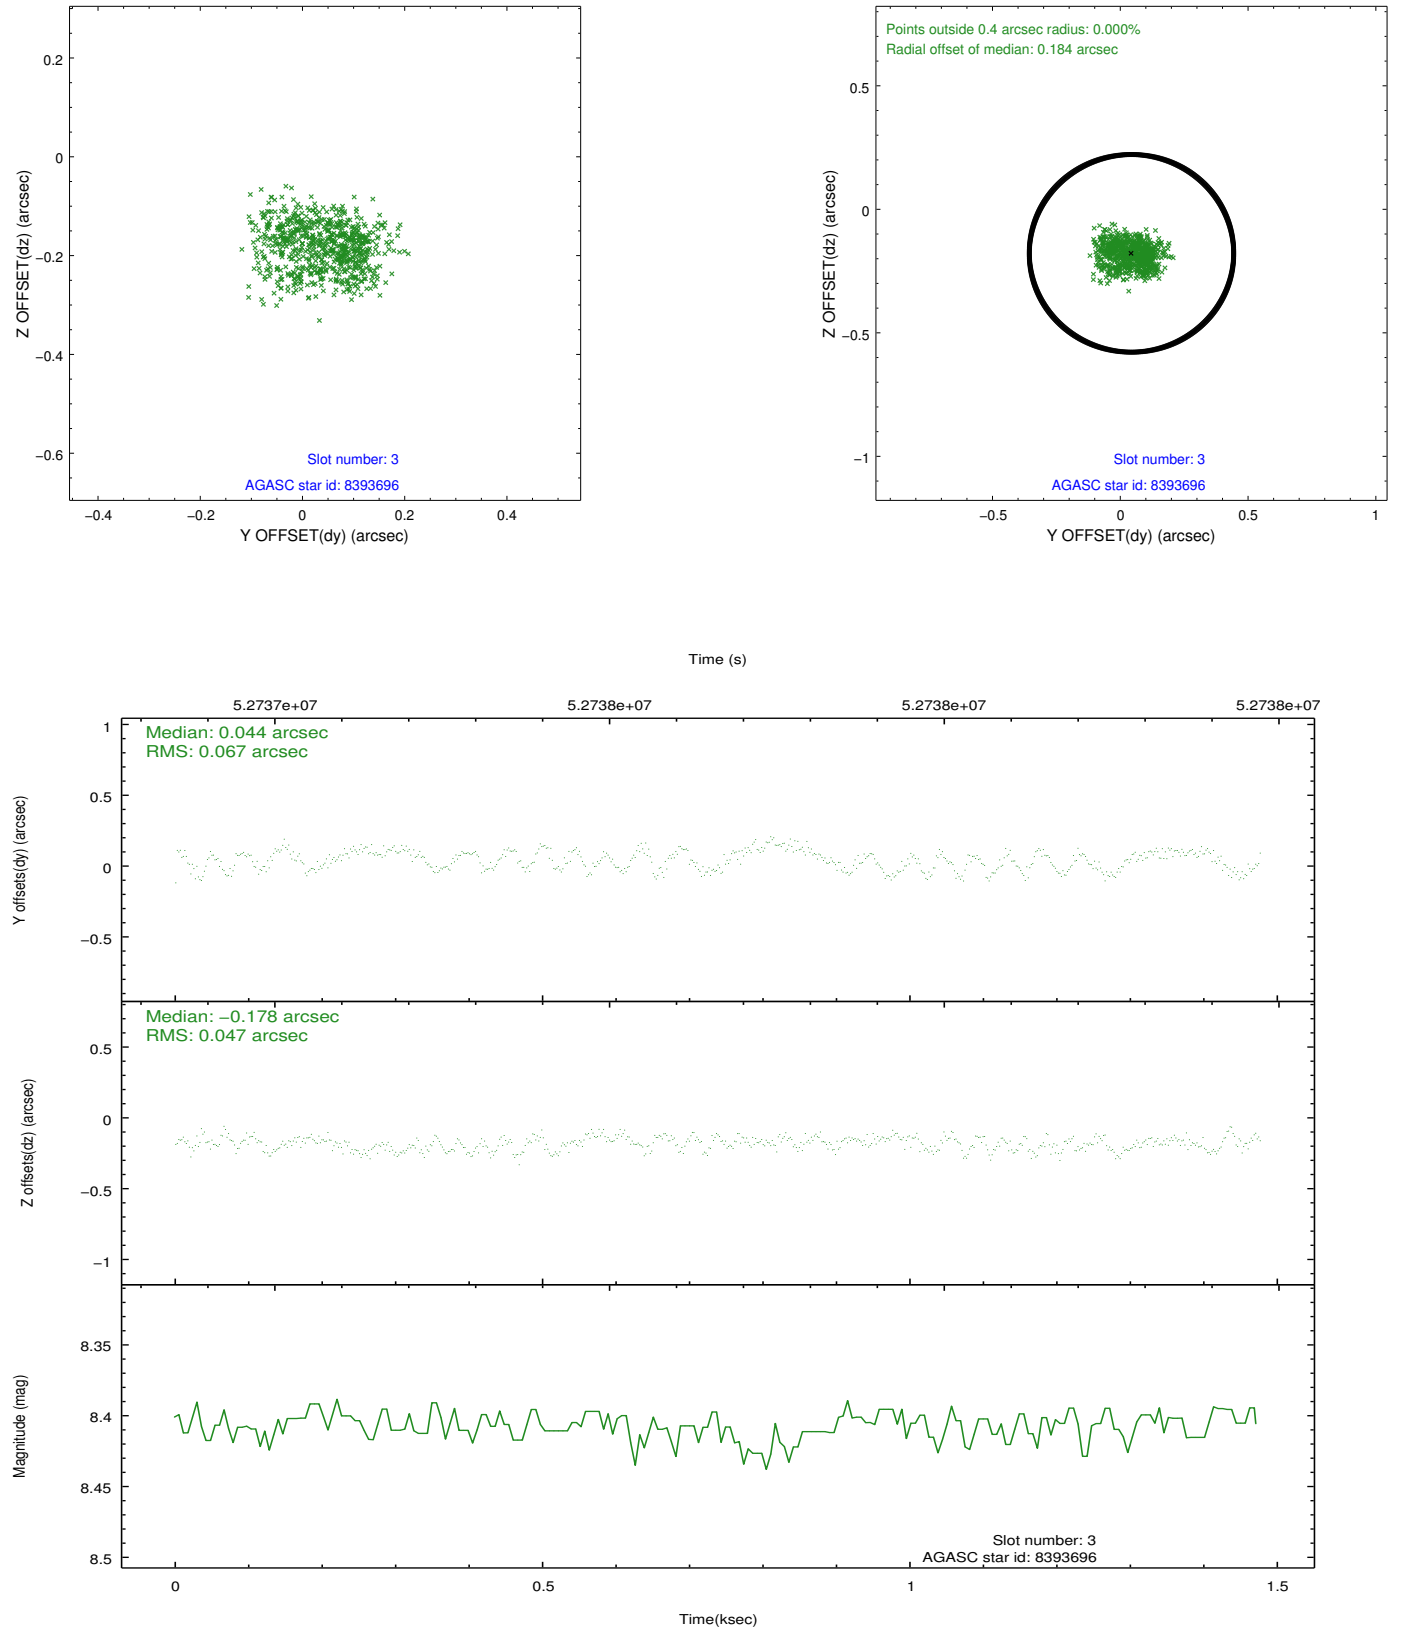 0.2
0
−0.2
−0.4
−0.6
Z OFFSET(dz) (arcsec)
Slot number: 3
AGASC star id: 8393696
−0.4 −0.2 0 0.2 0.4
Y OFFSET(dy) (arcsec)
Points outside 0.4 arcsec radius: 0.000%
Radial offset of median: 0.184 arcsec
0.5
0
−0.5
−1
Z OFFSET(dz) (arcsec)
Slot number: 3
AGASC star id: 8393696
−0.5 0 0.5 1
Y OFFSET(dy) (arcsec)
Time (s)
5.2737e+07 5.2738e+07 5.2738e+07 5.2738e+07
Median: 0.044 arcsec
RMS: 0.067 arcsec
1
0.5
0
−0.5
Y offsets(dy) (arcsec)
Median: −0.178 arcsec
RMS: 0.047 arcsec
0.5
0
−0.5
−1
Z offsets(dz) (arcsec)
8.35
8.4
8.45
8.5
Magnitude (mag)
Slot number: 3
AGASC star id: 8393696
0 0.5 1 1.5
Time(ksec)